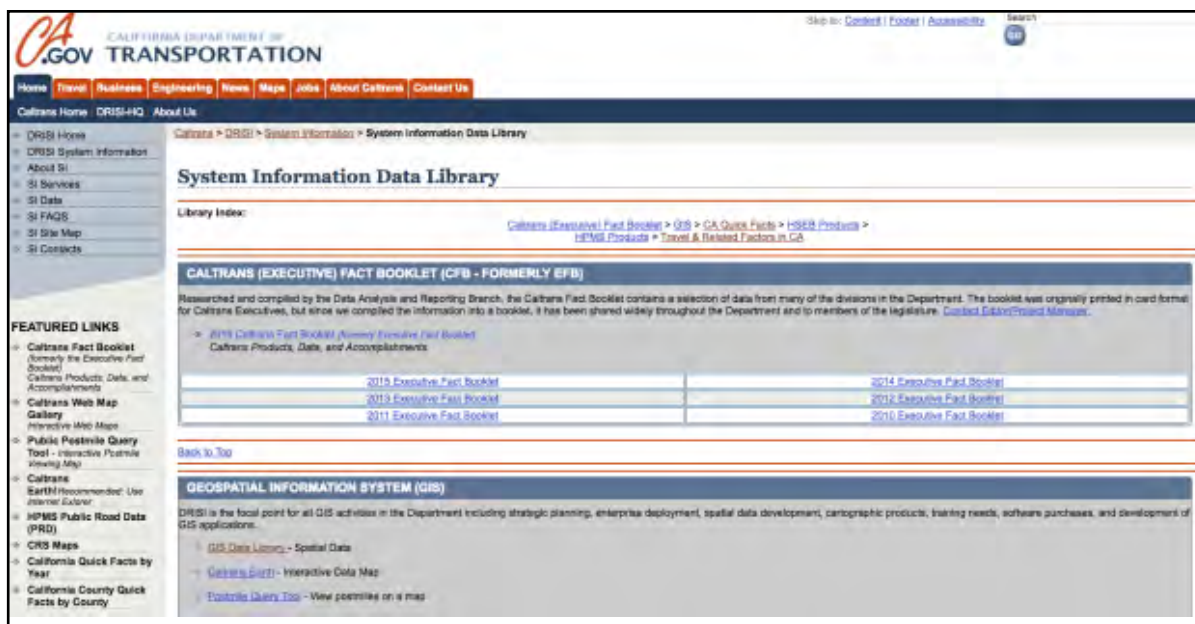 Skip to: Content | Footer | Accessibility
Search
GO
CA
.GOV
CALIFORNIA DEPARTMENT OF
TRANSPORTATION
Home Travel Business Engineering News Maps Jobs About Caltrans Contact Us
Caltrans Home DRISI-HQ About Us
DRISI Home
DRISI System Information
About SI
SI Services
SI Data
SI FAQS
SI Site Map
SI Contacts
FEATURED LINKS
Caltrans Fact Booklet
(formerly the Executive Fact
Booklet)
Caltrans Products, Data, and
Accomplishments
Caltrans Web Map
Gallery
Interactive Web Maps
Public Postmile Query
Tool - Interactive Postmile
Viewing Map
Caltrans
Earth! Recommended: Use
Internet Explorer
HPMS Public Road Data
(PRD)
CRS Maps
California Quick Facts by
Year
California County Quick
Facts by County
Caltrans > DRISI > System Information > System Information Data Library
System Information Data Library
Library Index:
Caltrans (Executive) Fact Booklet > GIS > CA Quick Facts > HSEB Products >
HPMS Products > Travel & Related Factors in CA
CALTRANS (EXECUTIVE) FACT BOOKLET (CFB - FORMERLY EFB)
Researched and compiled by the Data Analysis and Reporting Branch, the Caltrans Fact Booklet contains a selection of data from many of the divisions in the Department. The booklet was originally printed in card format
for Caltrans Executives, but since we compiled the information into a booklet, it has been shared widely throughout the Department and to members of the legislature. Contact Editor/Project Manager.
Caltrans Fact Booklet (formerly Executive Fact Booklet)
Caltrans Products, Data, and Accomplishments
2015 Executive Fact Booklet 2014 Executive Fact Booklet
2013 Executive Fact Booklet 2012 Executive Fact Booklet
2011 Executive Fact Booklet 2010 Executive Fact Booklet
Back to Top
GEOSPATIAL INFORMATION SYSTEM (GIS)
DRISI is the focal point for all GIS activities in the Department including strategic planning, enterprise deployment, spatial data development, cartographic products, training needs, software purchases, and development of
GIS applications.
GIS Data Library - Spatial Data
Caltrans Earth - Interactive Data Map
Postmile Query Tool - View postmiles on a map